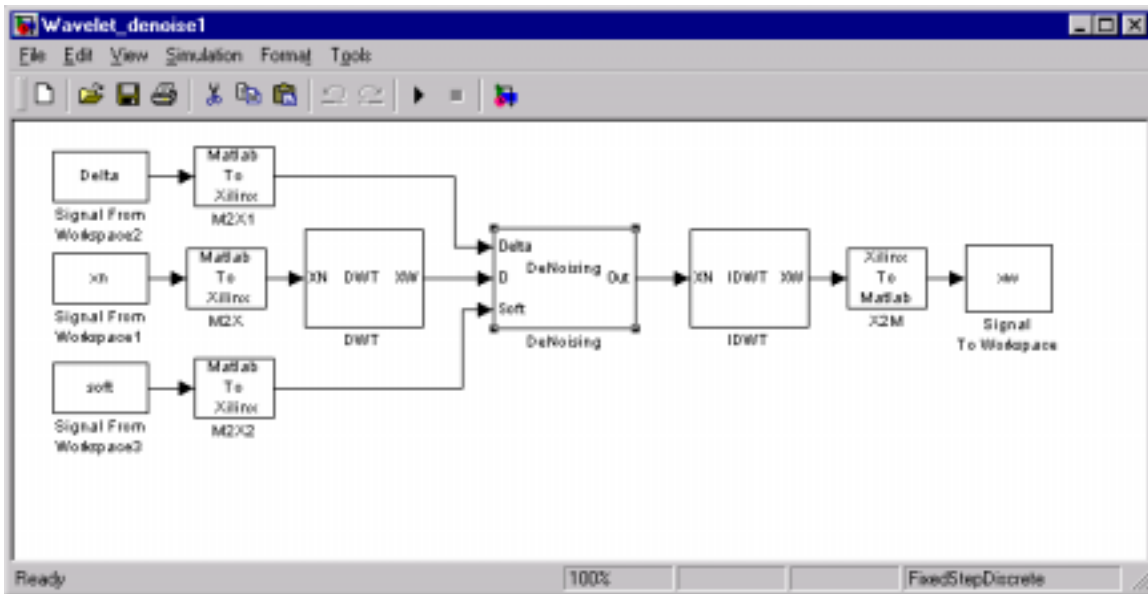 Wavelet_denoise1
File Edit View Simulation Format Tools
Delta
Signal From
Workspace2
Matlab
To
Xilinx
M2X1
xn
Signal From
Workspace1
Matlab
To
Xilinx
M2X
XN DWT XW
DWT
soft
Signal From
Workspace3
Matlab
To
Xilinx
M2X2
Delta
DeNoising
D
Out
Soft
DeNoising
XN IDWT XW
IDWT
Xilinx
To
Matlab
X2M
xw
Signal
To Workspace
Ready
100%
FixedStepDiscrete